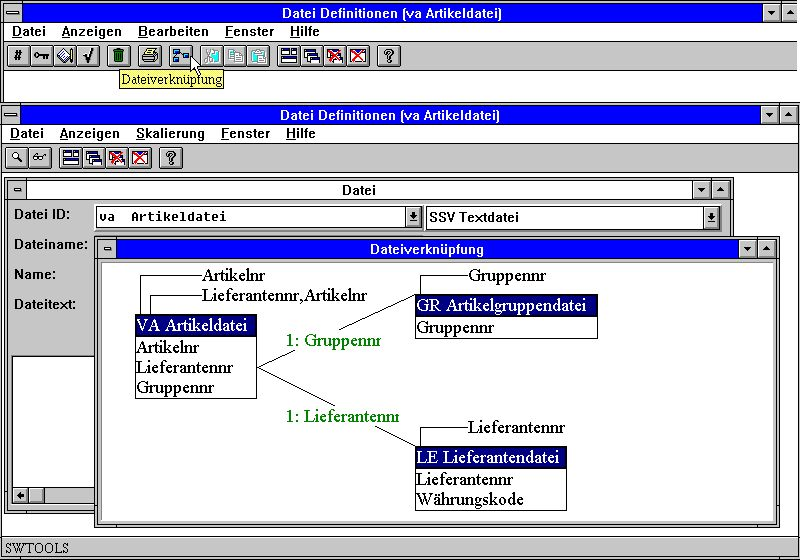 Datei Definitionen (va Artikeldatei)
Datei Anzeigen Bearbeiten Fenster Hilfe
# ?
Dateiverknüpfung
Datei Definitionen (va Artikeldatei)
Datei Anzeigen Skalierung Fenster Hilfe
?
Datei
Datei ID: va Artikeldatei SSV Textdatei
Dateiname:
Dateiverknüpfung
Name:
Dateitext:
Artikelnr
Lieferantennr,Artikelnr
VA Artikeldatei
Artikelnr
Lieferantennr
Gruppennr
1: Gruppennr
1: Lieferantennr
Gruppennr
GR Artikelgruppendatei
Gruppennr
Lieferantennr
LE Lieferantendatei
Lieferantennr
Währungskode
SWTOOLS